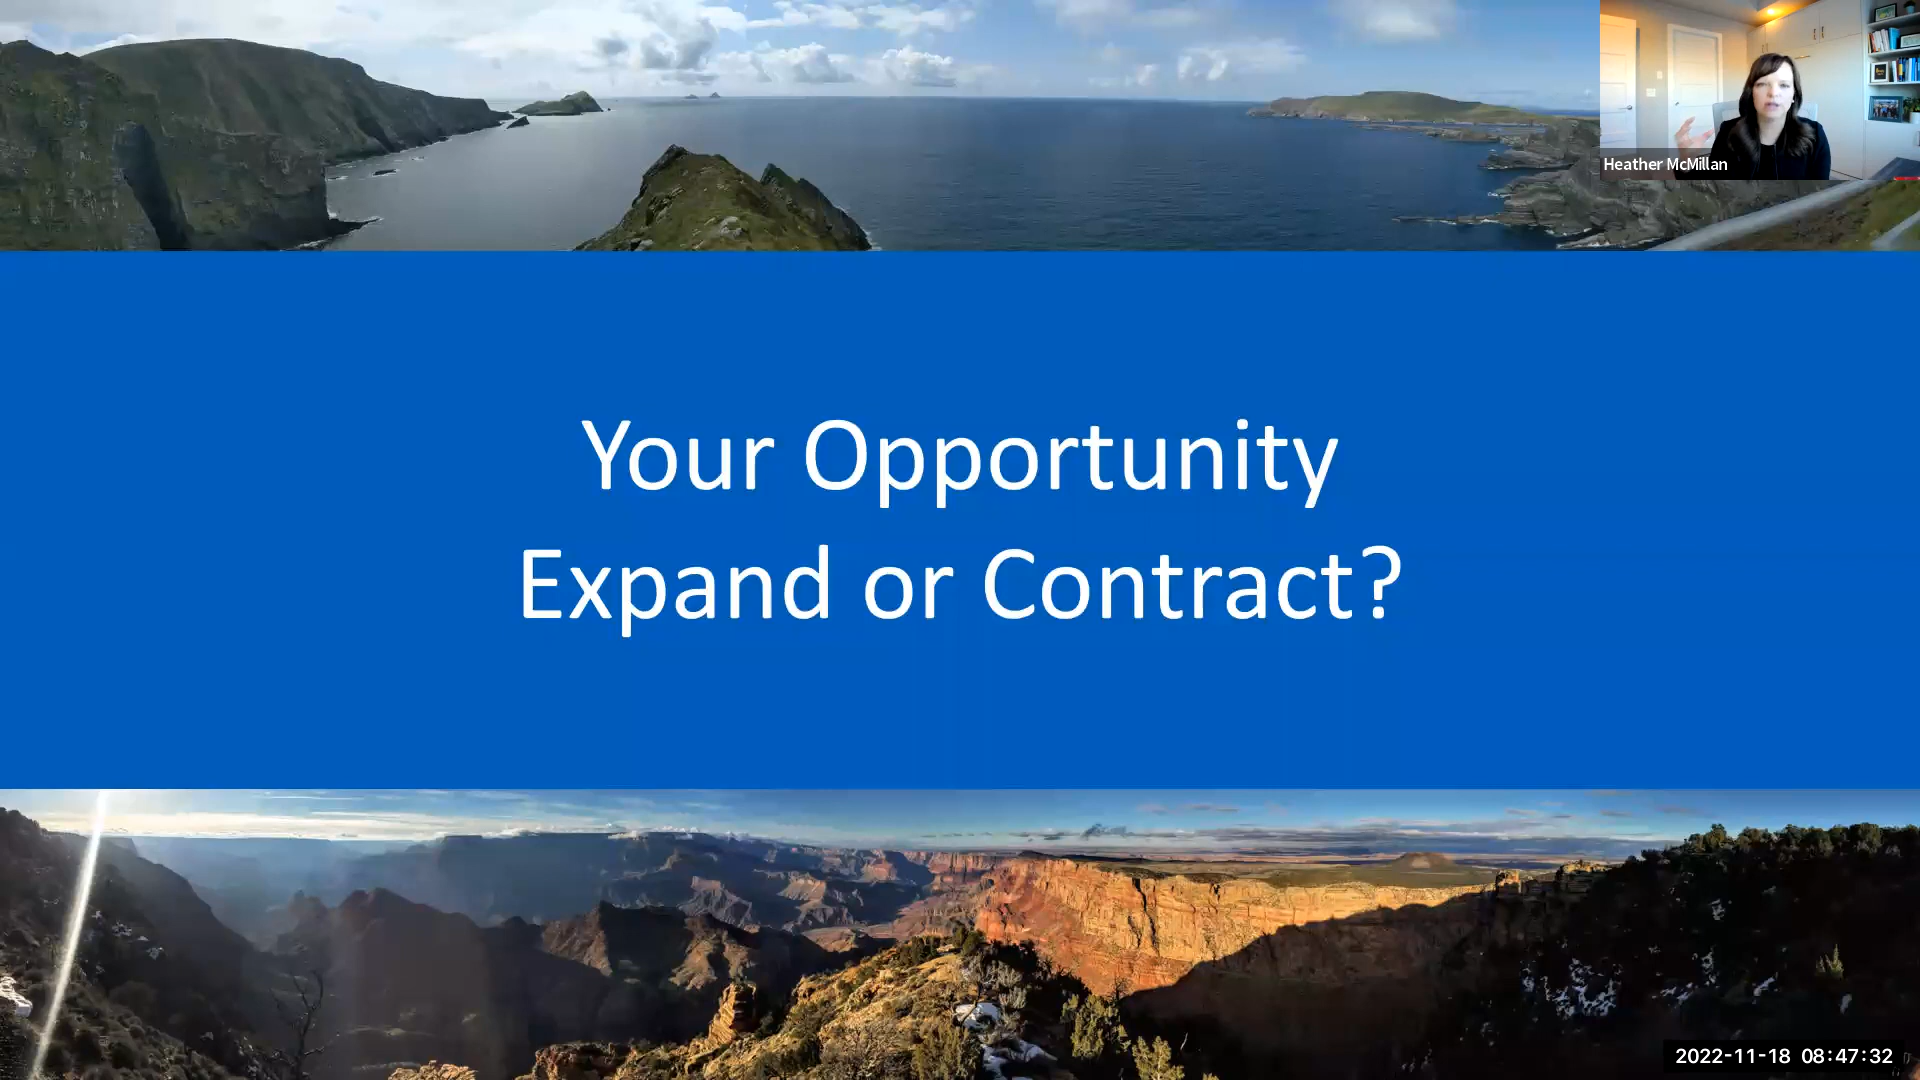 Heather McMillan
Your Opportunity
Expand or Contract?
2022-11-18 08:47:32